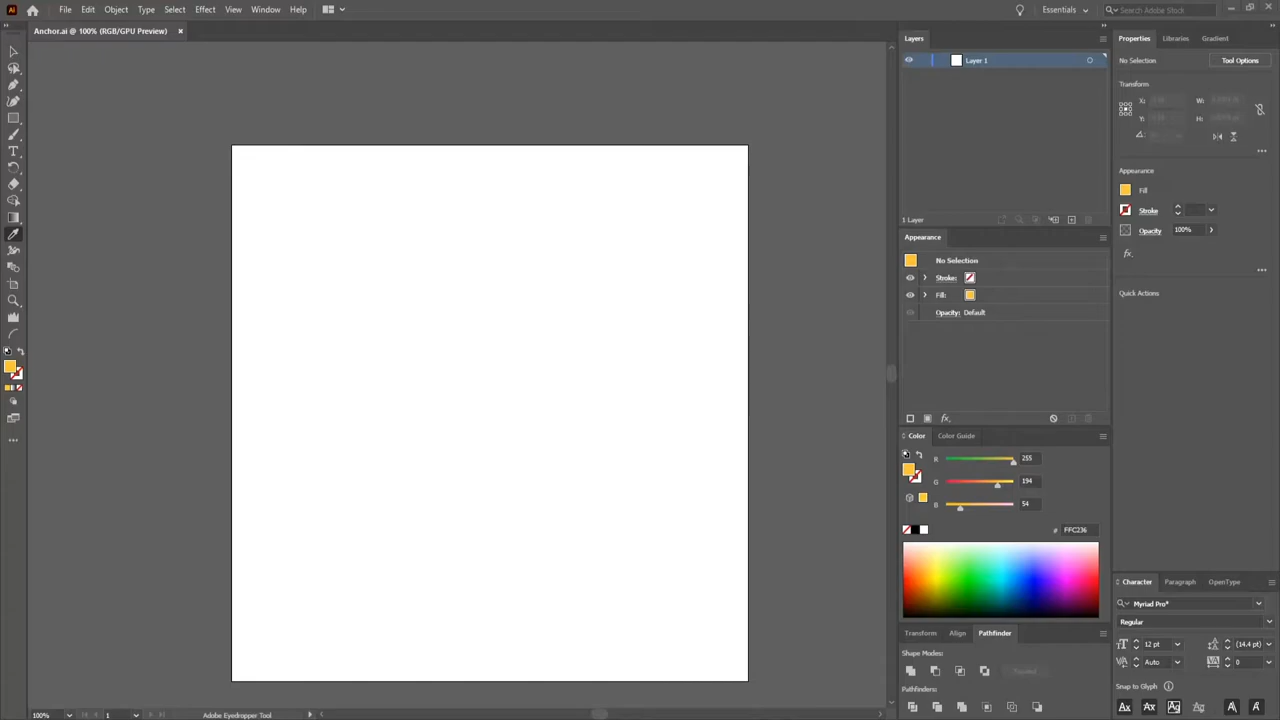 Ai File Edit Object Type Select Effect View Window Help Essentials Search Adobe Stock
Anchor.ai @ 100% (RGB/GPU Preview) ×
Layers
Layer 1
1 Layer
Appearance
No Selection
Stroke:
Fill:
Opacity: Default
fx
Color Color Guide
R 255
G 194
B 54
# FFC236
Transform Align Pathfinder
Shape Modes:
Expand
Pathfinders:
Properties Libraries Gradient
No Selection Tool Options
Transform
X: W:
Y: H:
Appearance
Fill
Stroke
Opacity 100%
fx.
Quick Actions
Character Paragraph OpenType
Myriad Pro*
Regular
12 pt (14.4 pt)
Auto 0
Snap to Glyph
100% 1 Adobe Eyedropper Tool